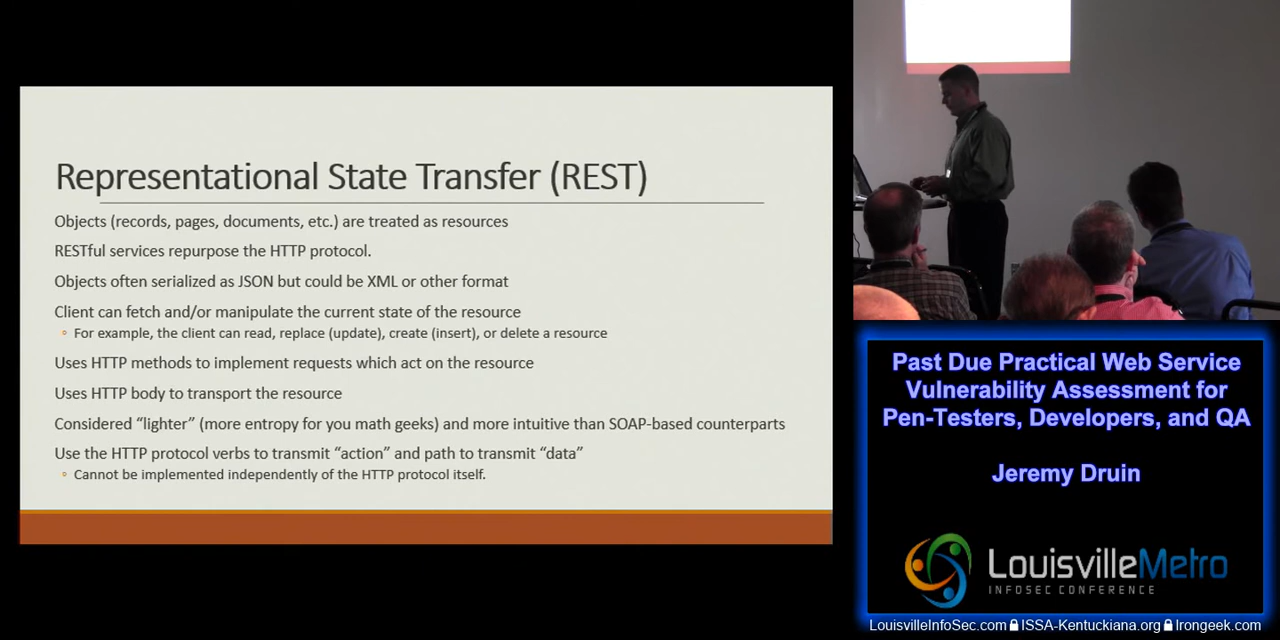 Representational State Transfer (REST)
Objects (records, pages, documents, etc.) are treated as resources
RESTful services repurpose the HTTP protocol.
Objects often serialized as JSON but could be XML or other format
Client can fetch and/or manipulate the current state of the resource
For example, the client can read, replace (update), create (insert), or delete a resource
Uses HTTP methods to implement requests which act on the resource
Uses HTTP body to transport the resource
Considered “lighter” (more entropy for you math geeks) and more intuitive than SOAP-based counterparts
Use the HTTP protocol verbs to transmit “action” and path to transmit “data”
Cannot be implemented independently of the HTTP protocol itself.
Past Due Practical Web Service
Vulnerability Assessment for
Pen-Testers, Developers, and QA
Jeremy Druin
LouisvilleMetro
INFOSEC CONFERENCE
LouisvilleInfoSec.com ISSA-Kentuckiana.org Irongeek.com